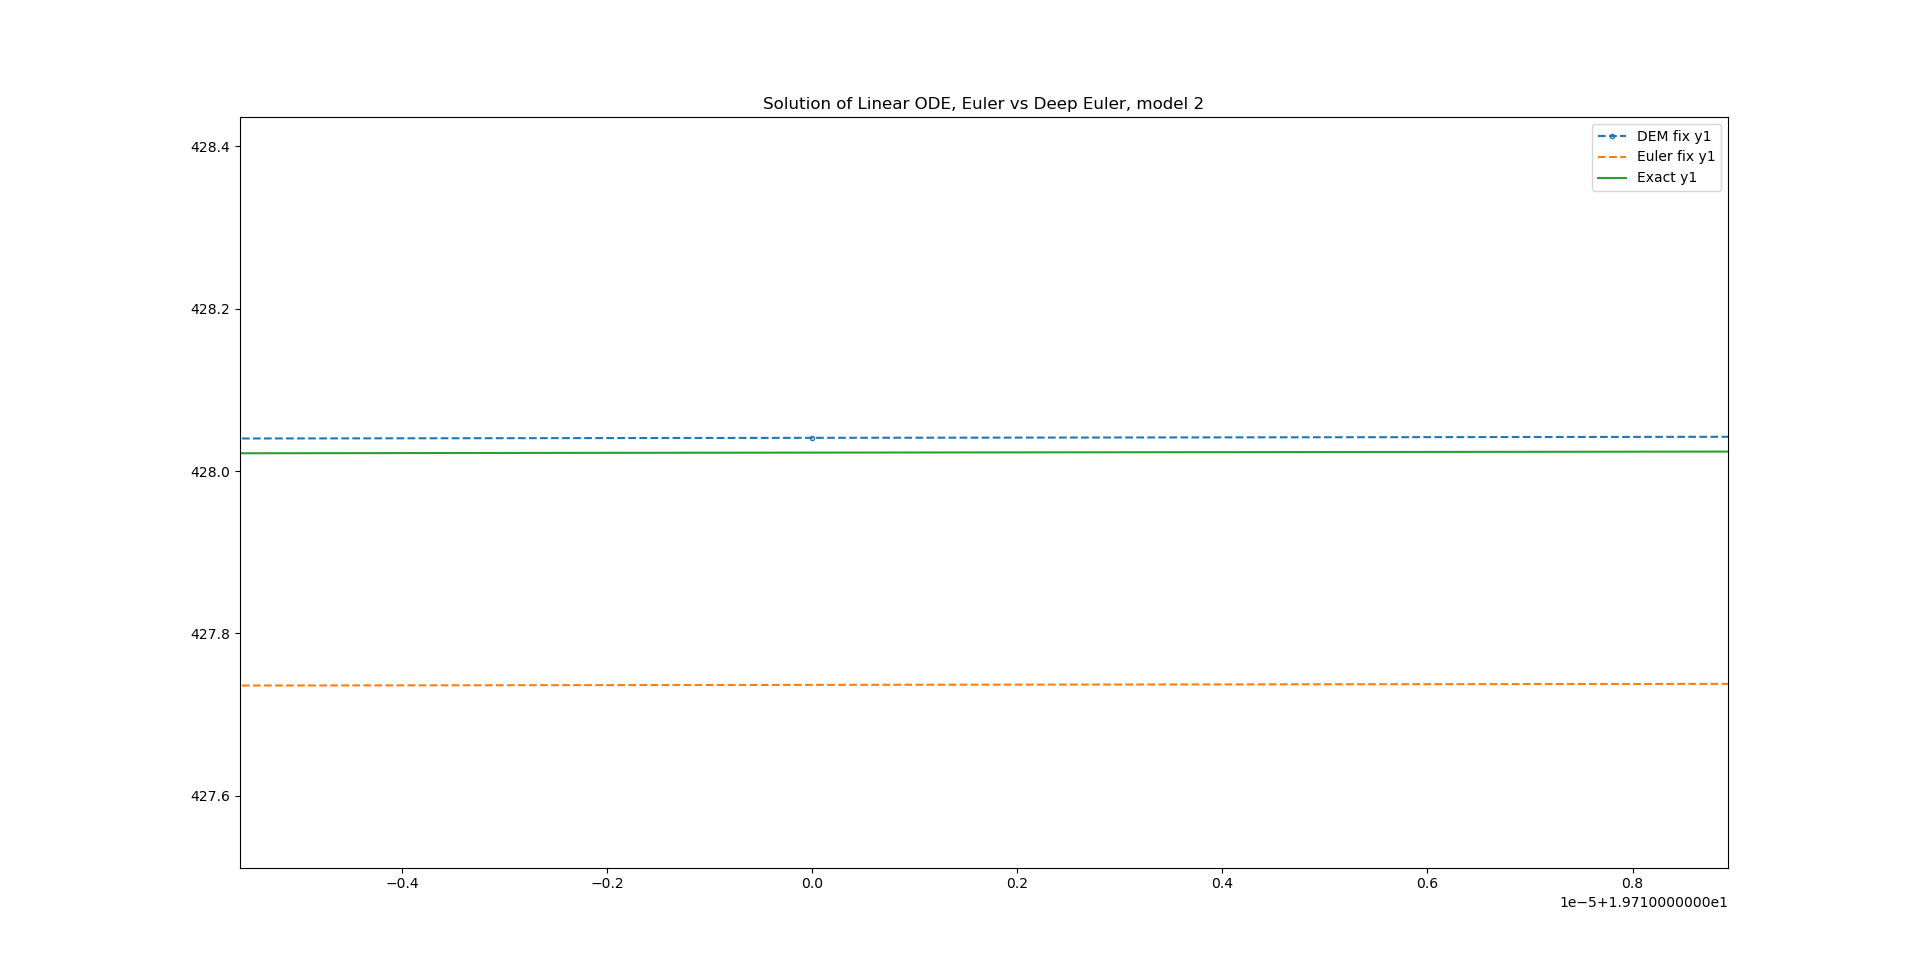 Solution of Linear ODE, Euler vs Deep Euler, model 2
DEM fix y1
Euler fix y1
Exact y1
428.4
428.2
428.0
427.8
427.6
−0.4
−0.2
0.0
0.2
0.4
0.6
0.8
1e−5+1.9710000000e1